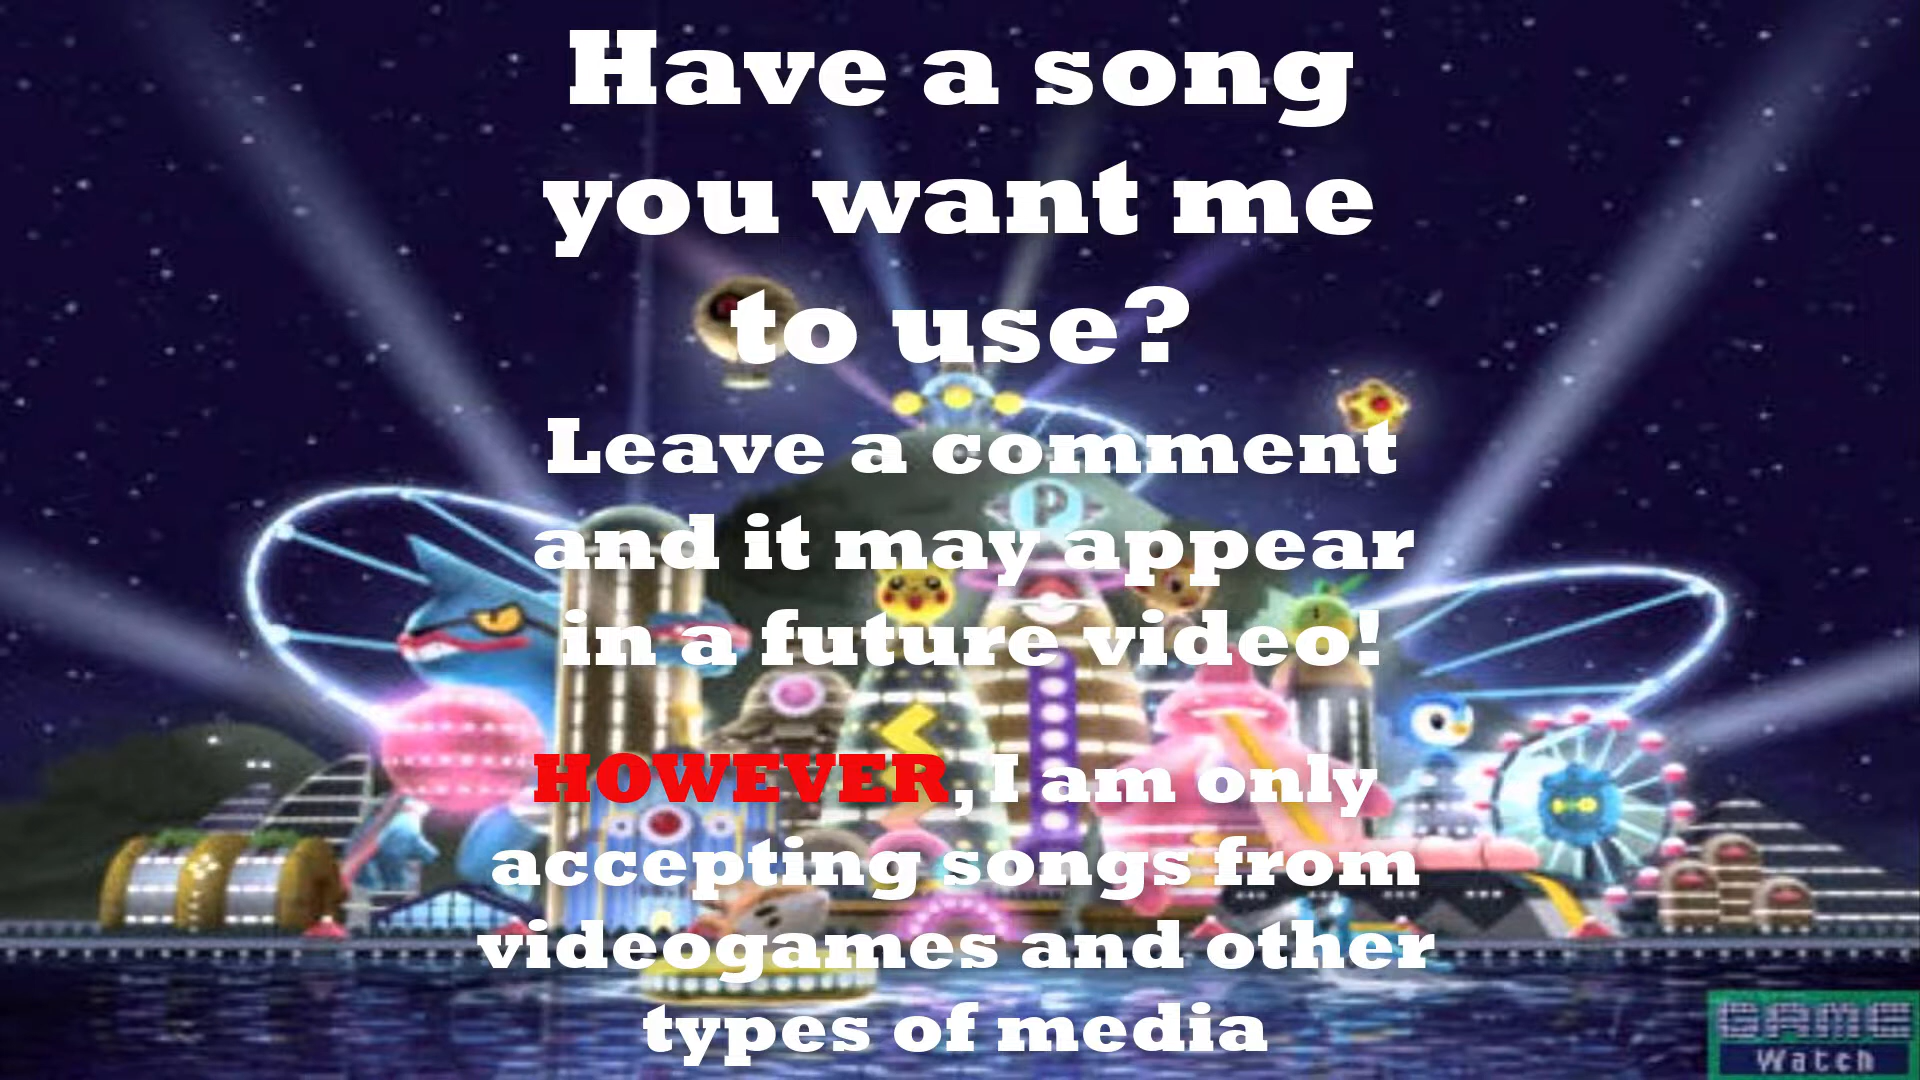 Have a song
you want me
to use?
Leave a comment
and it may appear
in a future video!
HOWEVER, I am only
accepting songs from
videogames and other
types of media
P
GAME
Watch